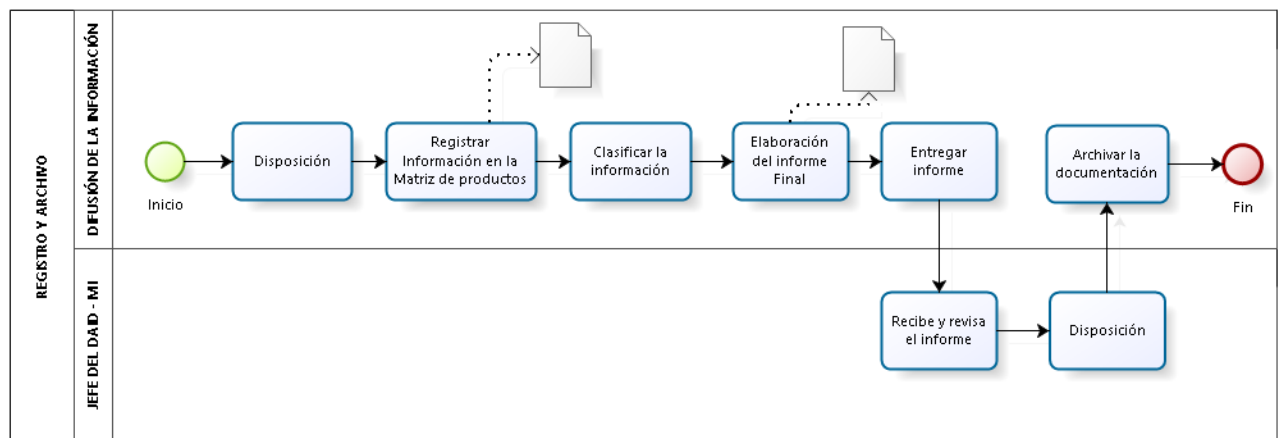 REGISTRO Y ARCHIVO
DIFUSIÓN DE LA INFORMACIÓN
Inicio
Disposición
Registrar
Información en la
Matriz de productos
Clasificar la
información
Elaboración
del informe
Final
Entregar
informe
Archivar la
documentación
Fin
JEFE DEL DAID - MI
Recibe y revisa
el informe
Disposición